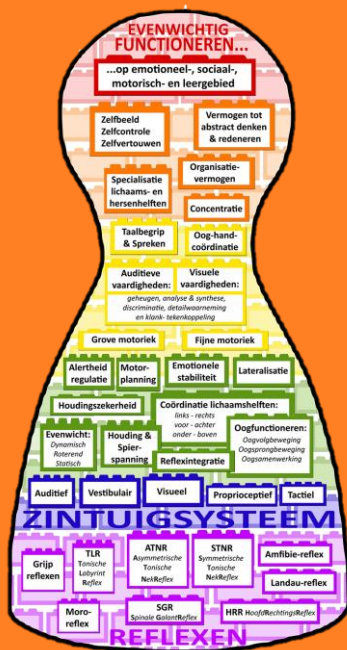 EVENWICHTIG
FUNCTIONEREN...
...op emotioneel-, sociaal-,
motorisch- en leergebied
Zelfbeeld
Zelfcontrole
Zelfvertouwen
Vermogen tot
abstract denken
& redeneren
Specialisatie
lichaams- en
hersenhelften
Organisatie-
vermogen
Concentratie
Taalbegrip
& Spreken
Oog-hand-
coördinatie
Auditieve
vaardigheden:
Visuele
vaardigheden:
geheugen, analyse & synthese,
discriminatie, detailwaarneming
en klank- tekenkoppeling
Grove motoriek
Fijne motoriek
Alertheid
regulatie
Motor-
planning
Emotionele
stabiliteit
Lateralisatie
Houdingszekerheid
Coördinatie lichaamshelften:
links - rechts
voor - achter
onder - boven
Evenwicht:
Dynamisch
Roterend
Statisch
Houding &
Spier-
spanning
Reflexintegratie
Oogfunctioneren:
Oogvolgbeweging
Oogsprongbeweging
Oogsamenwerking
Auditief
Vestibulair
Visueel
Proprioceptief
Tactiel
ZINTUIGSYSTEEM
Grijp
reflexen
TLR
Tonische
Labyrint
Reflex
ATNR
Asymmetrische
Tonische
NekReflex
STNR
Symmetrische
Tonische
NekReflex
Amfibie-reflex
Landau-reflex
Moro-
reflex
SGR
Spinale GalantReflex
HRR HoofdRechtingsReflex
REFLEXEN